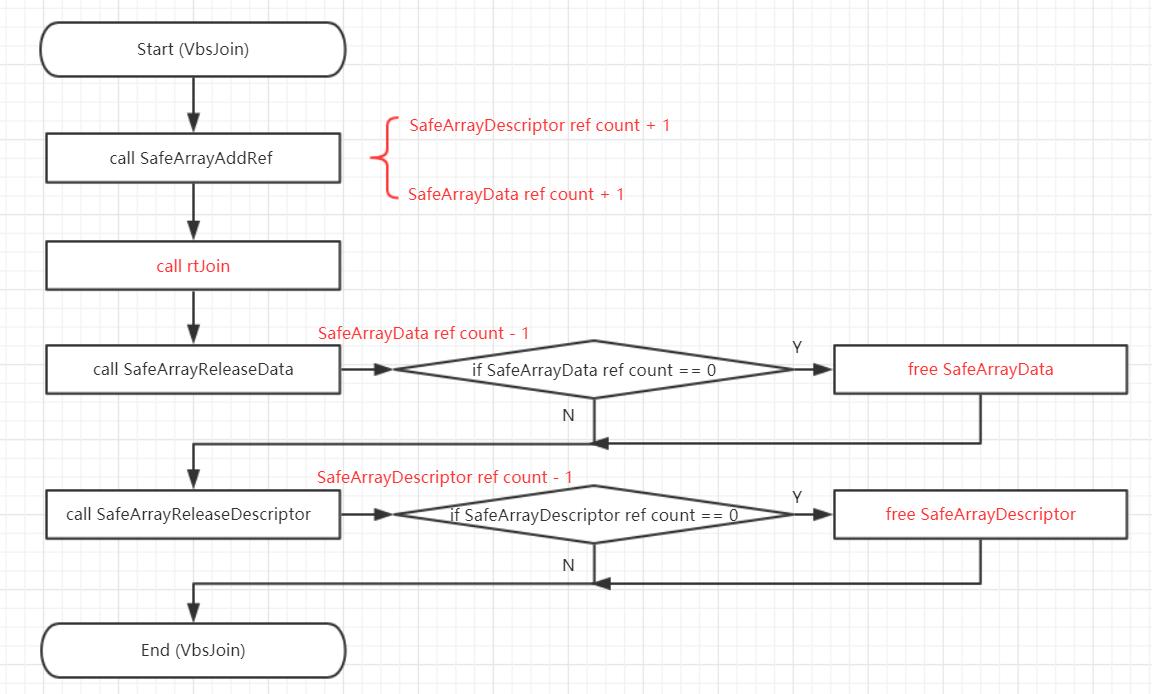 Start (VbsJoin)
SafeArrayDescriptor ref count + 1
call SafeArrayAddRef
SafeArrayData ref count + 1
call rtJoin
SafeArrayData ref count - 1
Y
call SafeArrayReleaseData
if SafeArrayData ref count == 0
free SafeArrayData
N
SafeArrayDescriptor ref count - 1
Y
call SafeArrayReleaseDescriptor
if SafeArrayDescriptor ref count == 0
free SafeArrayDescriptor
N
End (VbsJoin)